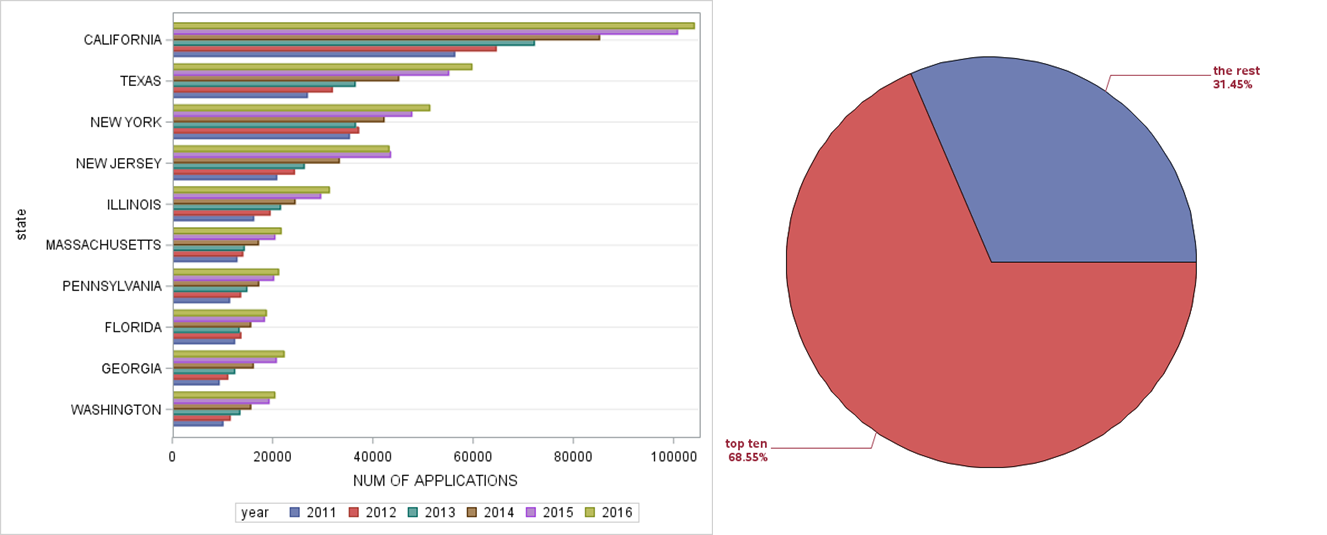 state
CALIFORNIA
TEXAS
NEW YORK
NEW JERSEY
ILLINOIS
MASSACHUSETTS
PENNSYLVANIA
FLORIDA
GEORGIA
WASHINGTON
0 20000 40000 60000 80000 100000
NUM OF APPLICATIONS
year 2011 2012 2013 2014 2015 2016
the rest
31.45%
top ten
68.55%